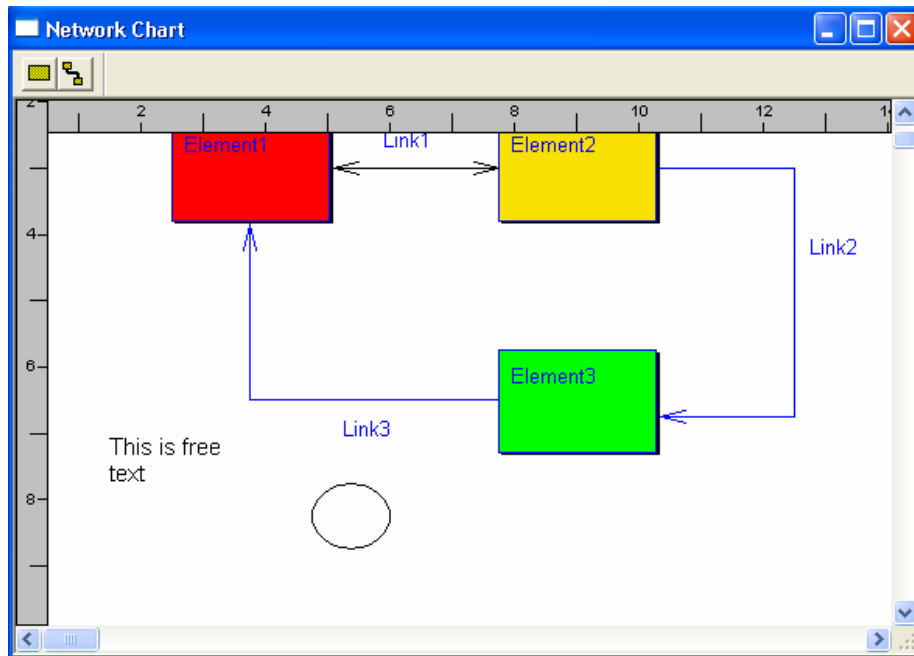 Network Chart
2 4 6 8 10 12
2
Element1
Link1
Element2
4
Link2
6
Element3
Link3
This is free
text
8